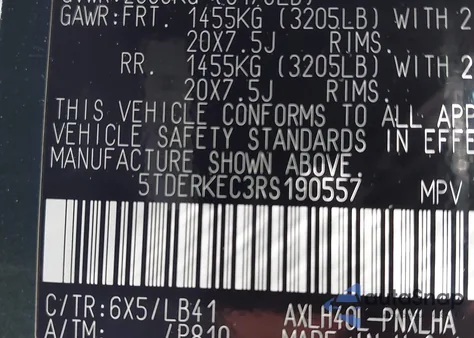 GAWR:FRT. 1455KG (3205LB) WITH 2
20X7.5J RIMS.
RR. 1455KG (3205LB) WITH 2
20X7.5J RIMS.
THIS VEHICLE CONFORMS TO ALL APP
VEHICLE SAFETY STANDARDS IN EFFE
MANUFACTURE SHOWN ABOVE.
5TDERKEC3RS190557 MPV
C/TR:6X5/LB41 AXLH40L-PNXLHA
A/TM: /P810
AutoSnap